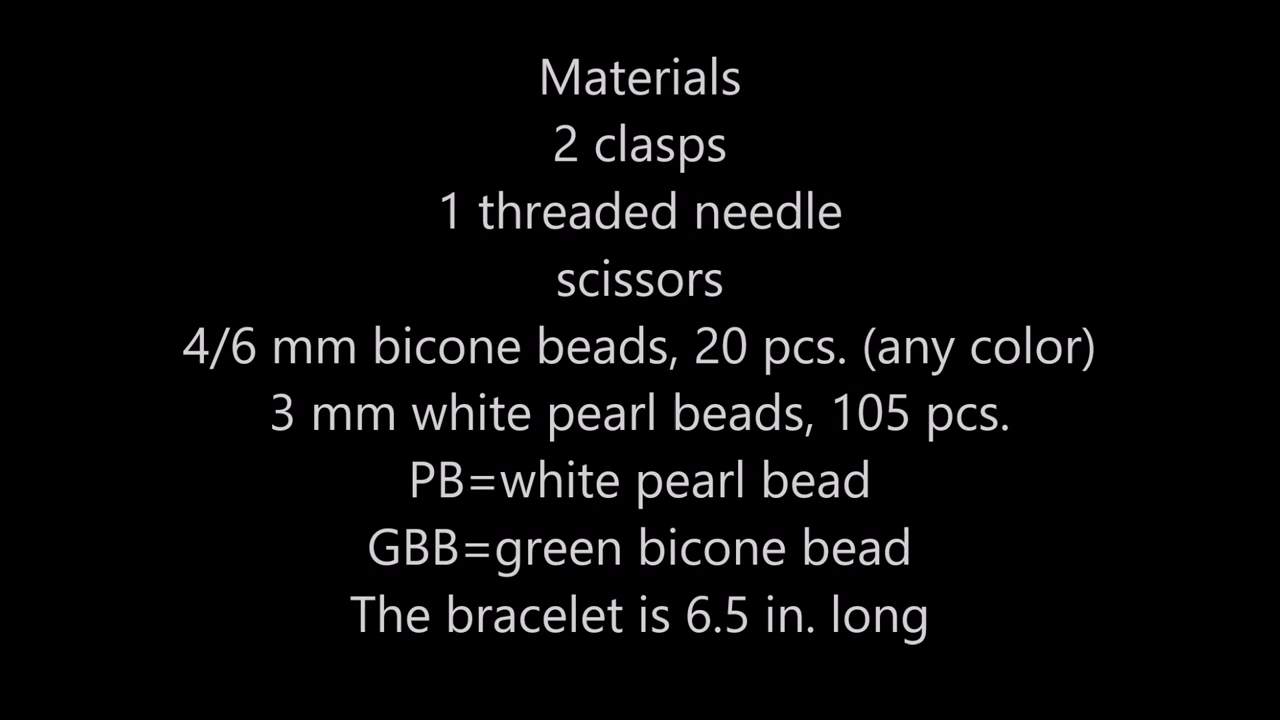 Materials
2 clasps
1 threaded needle
scissors
4/6 mm bicone beads, 20 pcs. (any color)
3 mm white pearl beads, 105 pcs.
PB=white pearl bead
GBB=green bicone bead
The bracelet is 6.5 in. long